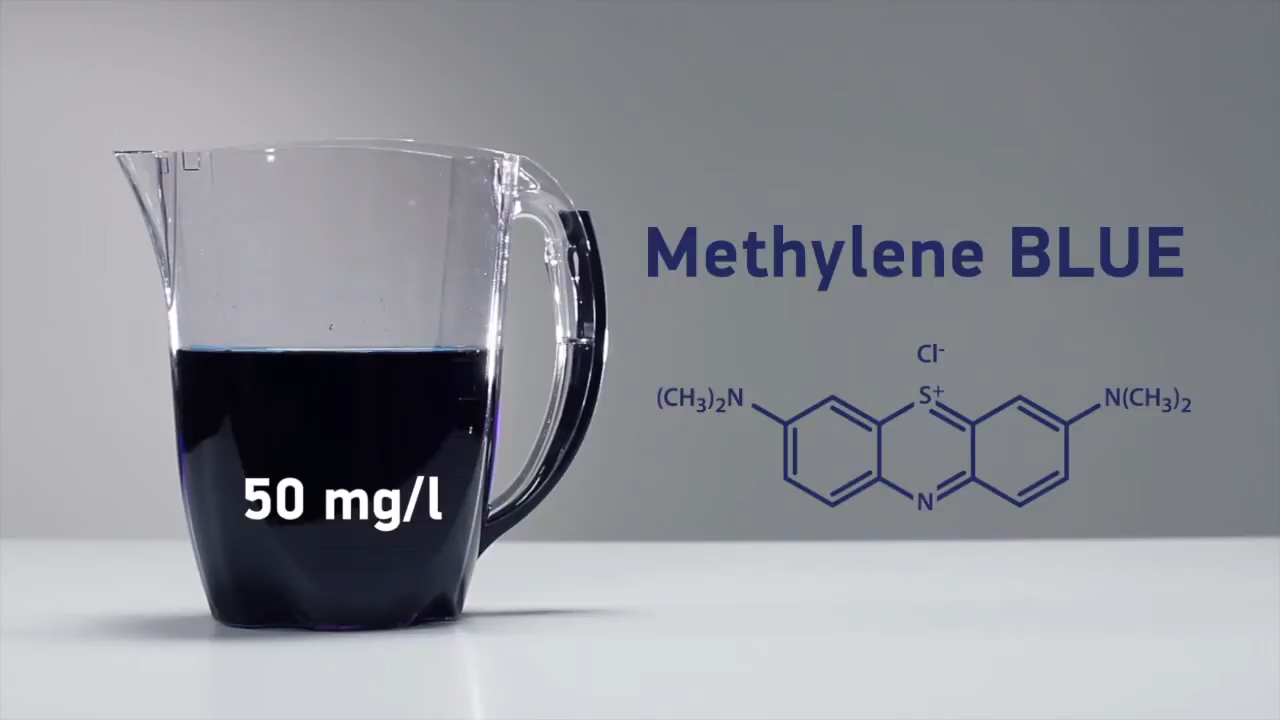 Methylene BLUE
Cl-
(CH3)2N
S+
N(CH3)2
N
50 mg/l